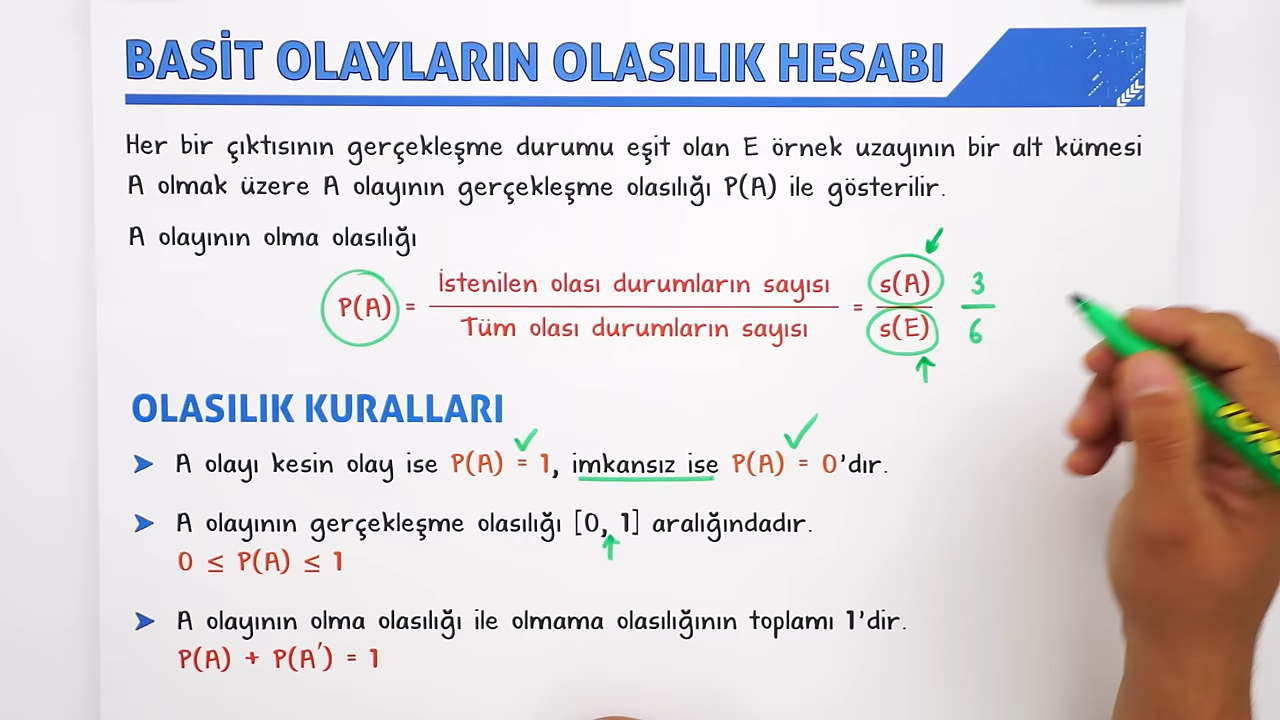 BASİT OLAYLARIN OLASILIK HESABI
Her bir çıktısının gerçekleşme durumu eşit olan E örnek uzayının bir alt kümesi
A olmak üzere A olayının gerçekleşme olasılığı P(A) ile gösterilir.
A olayının olma olasılığı
P(A) = İstenilen olası durumların sayısı / Tüm olası durumların sayısı = s(A) / s(E) 3 / 6
OLASILIK KURALLARI
➤ A olayı kesin olay ise P(A) = 1, imkansız ise P(A) = 0'dır.
➤ A olayının gerçekleşme olasılığı [0, 1] aralığındadır.
0 ≤ P(A) ≤ 1
➤ A olayının olma olasılığı ile olmama olasılığının toplamı 1'dir.
P(A) + P(A') = 1